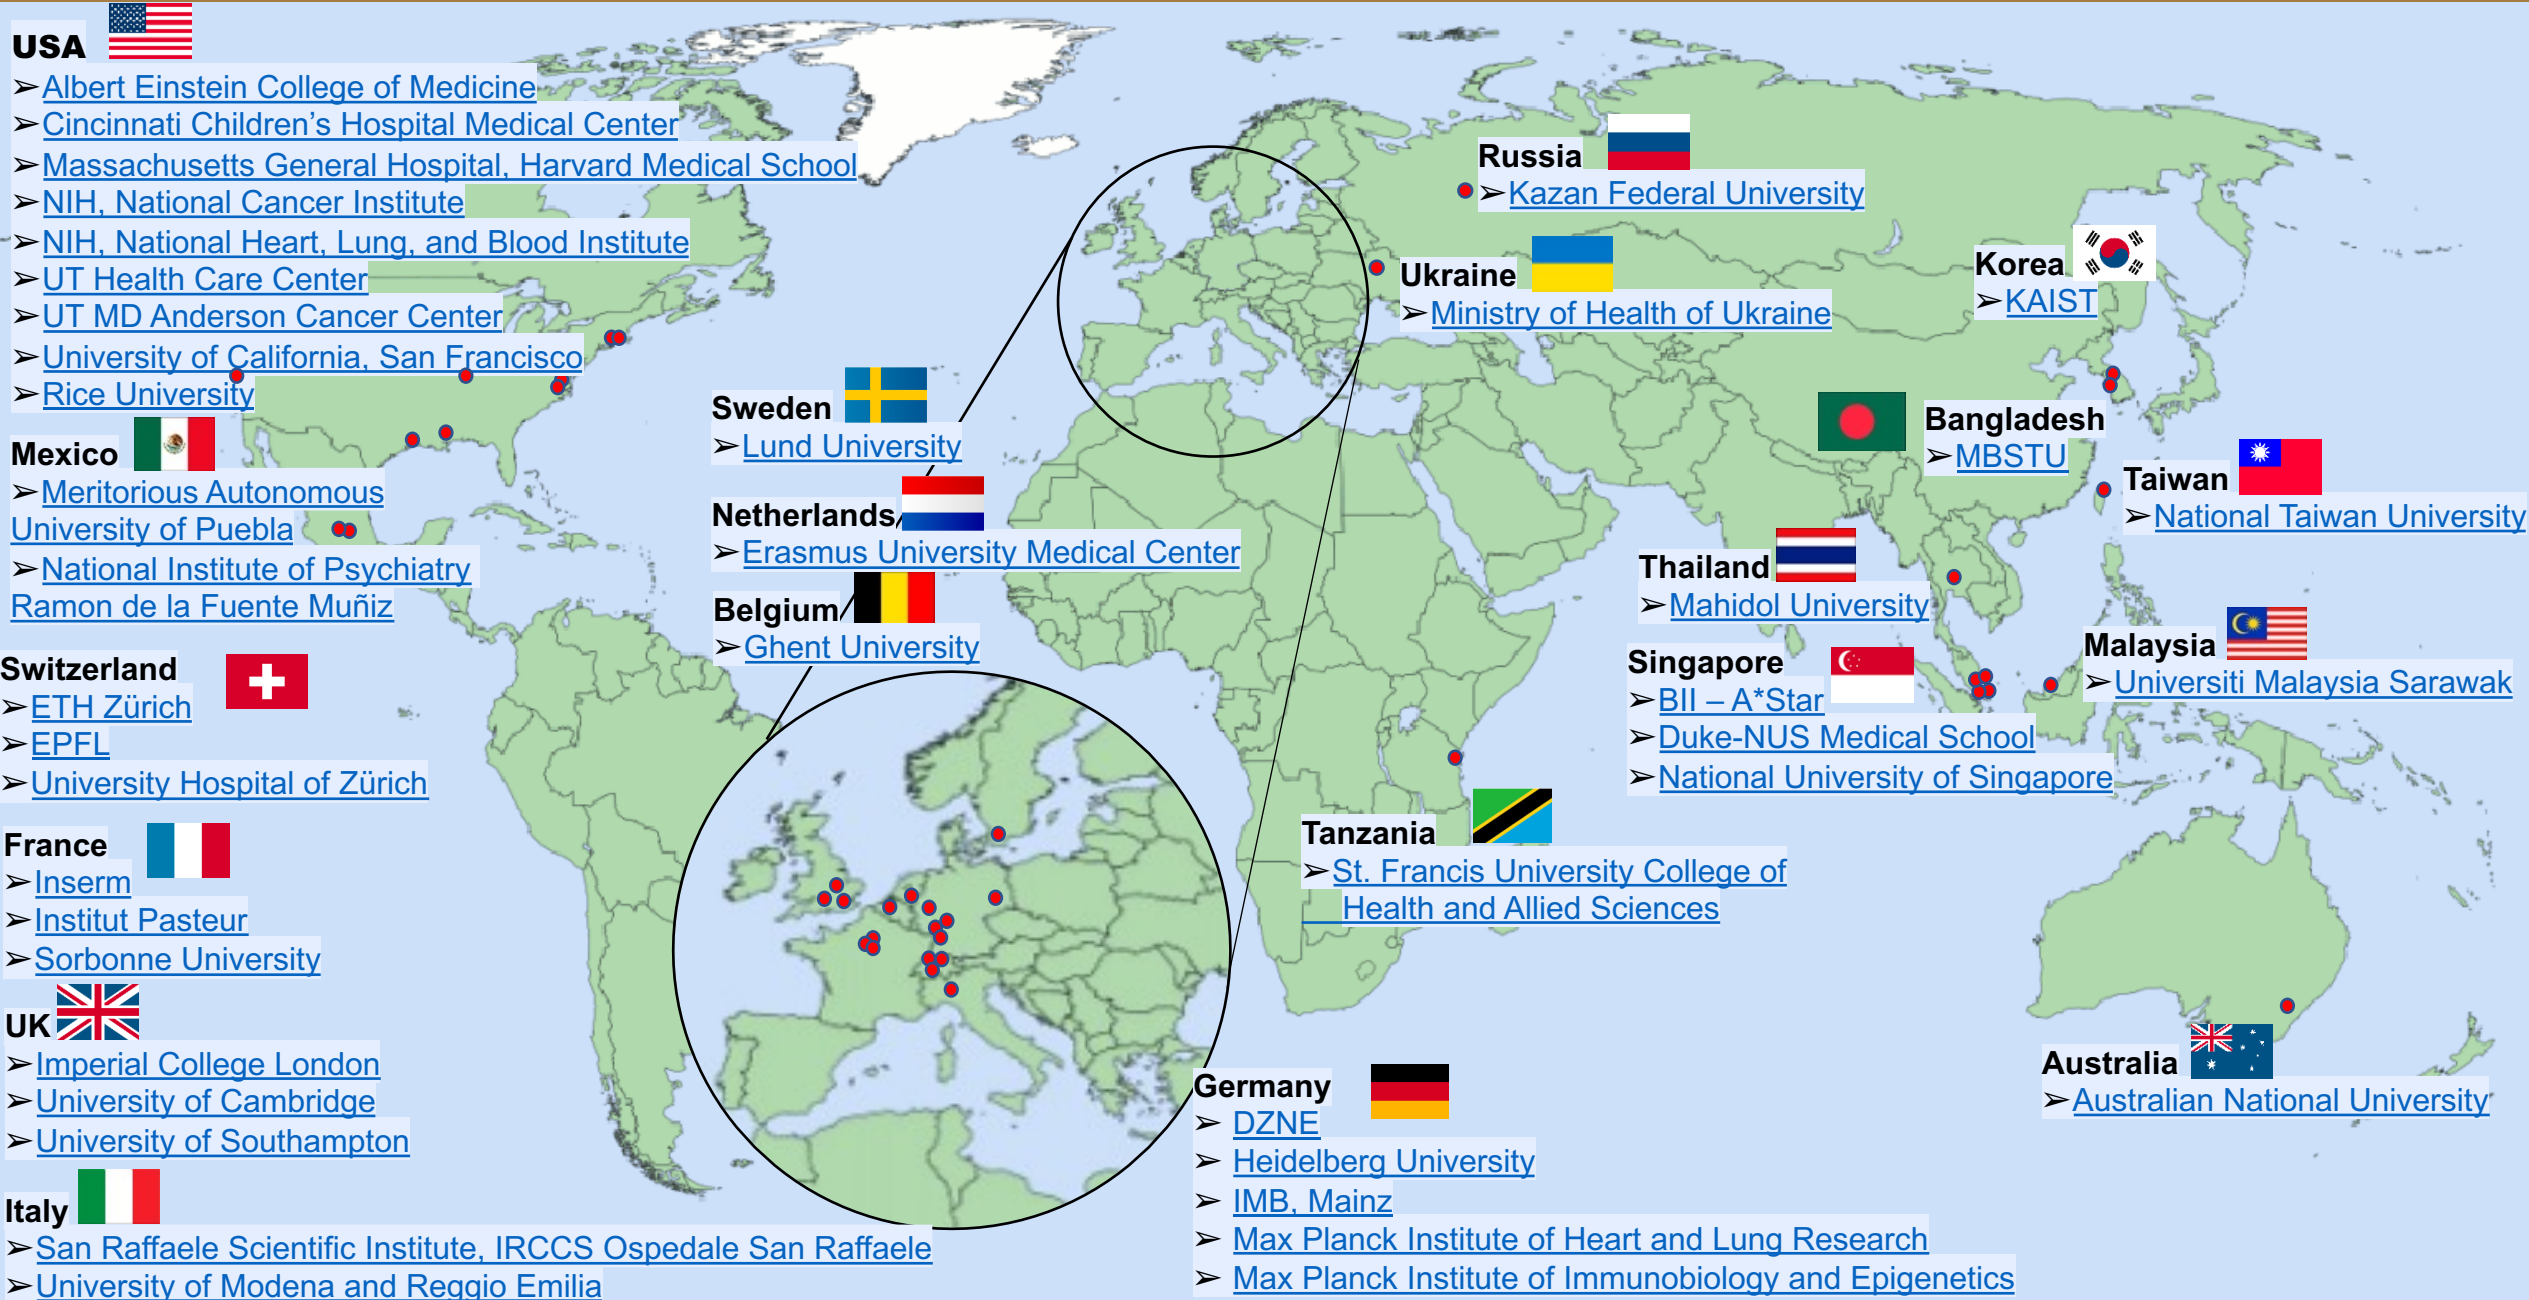 USA
➢Albert Einstein College of Medicine
➢Cincinnati Children’s Hospital Medical Center
➢Massachusetts General Hospital, Harvard Medical School
➢NIH, National Cancer Institute
➢NIH, National Heart, Lung, and Blood Institute
➢UT Health Care Center
➢UT MD Anderson Cancer Center
➢University of California, San Francisco
➢Rice University
Mexico
➢Meritorious Autonomous
University of Puebla
➢National Institute of Psychiatry
Ramon de la Fuente Muñiz
Switzerland
➢ETH Zürich
➢EPFL
➢University Hospital of Zürich
France
➢Inserm
➢Institut Pasteur
➢Sorbonne University
UK
➢Imperial College London
➢University of Cambridge
➢University of Southampton
Italy
➢San Raffaele Scientific Institute, IRCCS Ospedale San Raffaele
➢University of Modena and Reggio Emilia
Sweden
➢Lund University
Netherlands
➢Erasmus University Medical Center
Belgium
➢Ghent University
Russia
➢Kazan Federal University
Ukraine
➢Ministry of Health of Ukraine
Korea
➢KAIST
Bangladesh
➢MBSTU
Taiwan
➢National Taiwan University
Thailand
➢Mahidol University
Singapore
➢BII – A*Star
➢Duke-NUS Medical School
➢National University of Singapore
Malaysia
➢Universiti Malaysia Sarawak
Tanzania
➢St. Francis University College of
Health and Allied Sciences
Germany
➢ DZNE
➢ Heidelberg University
➢ IMB, Mainz
➢ Max Planck Institute of Heart and Lung Research
➢ Max Planck Institute of Immunobiology and Epigenetics
Australia
➢Australian National University